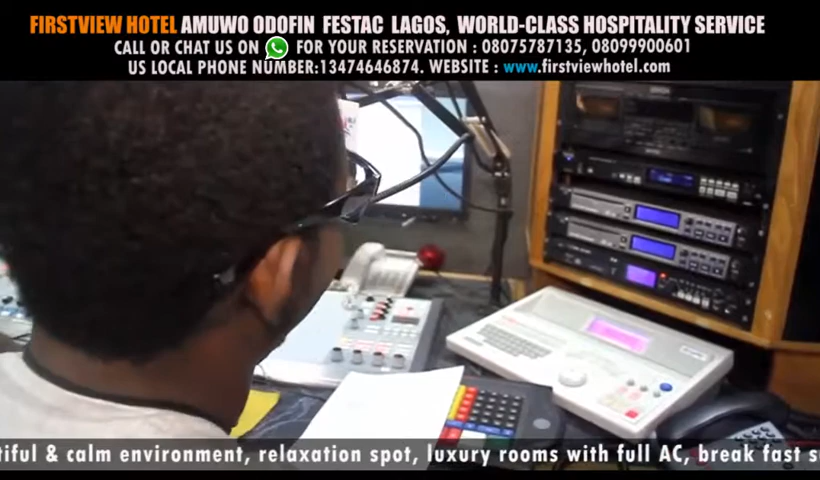 FIRSTVIEW HOTEL AMUWO ODOFIN FESTAC LAGOS, WORLD-CLASS HOSPITALITY SERVICE
CALL OR CHAT US ON FOR YOUR RESERVATION : 08075787135, 08099900601
US LOCAL PHONE NUMBER:13474646874. WEBSITE : www.firstviewhotel.com
tiful & calm environment, relaxation spot, luxury rooms with full AC, break fast s